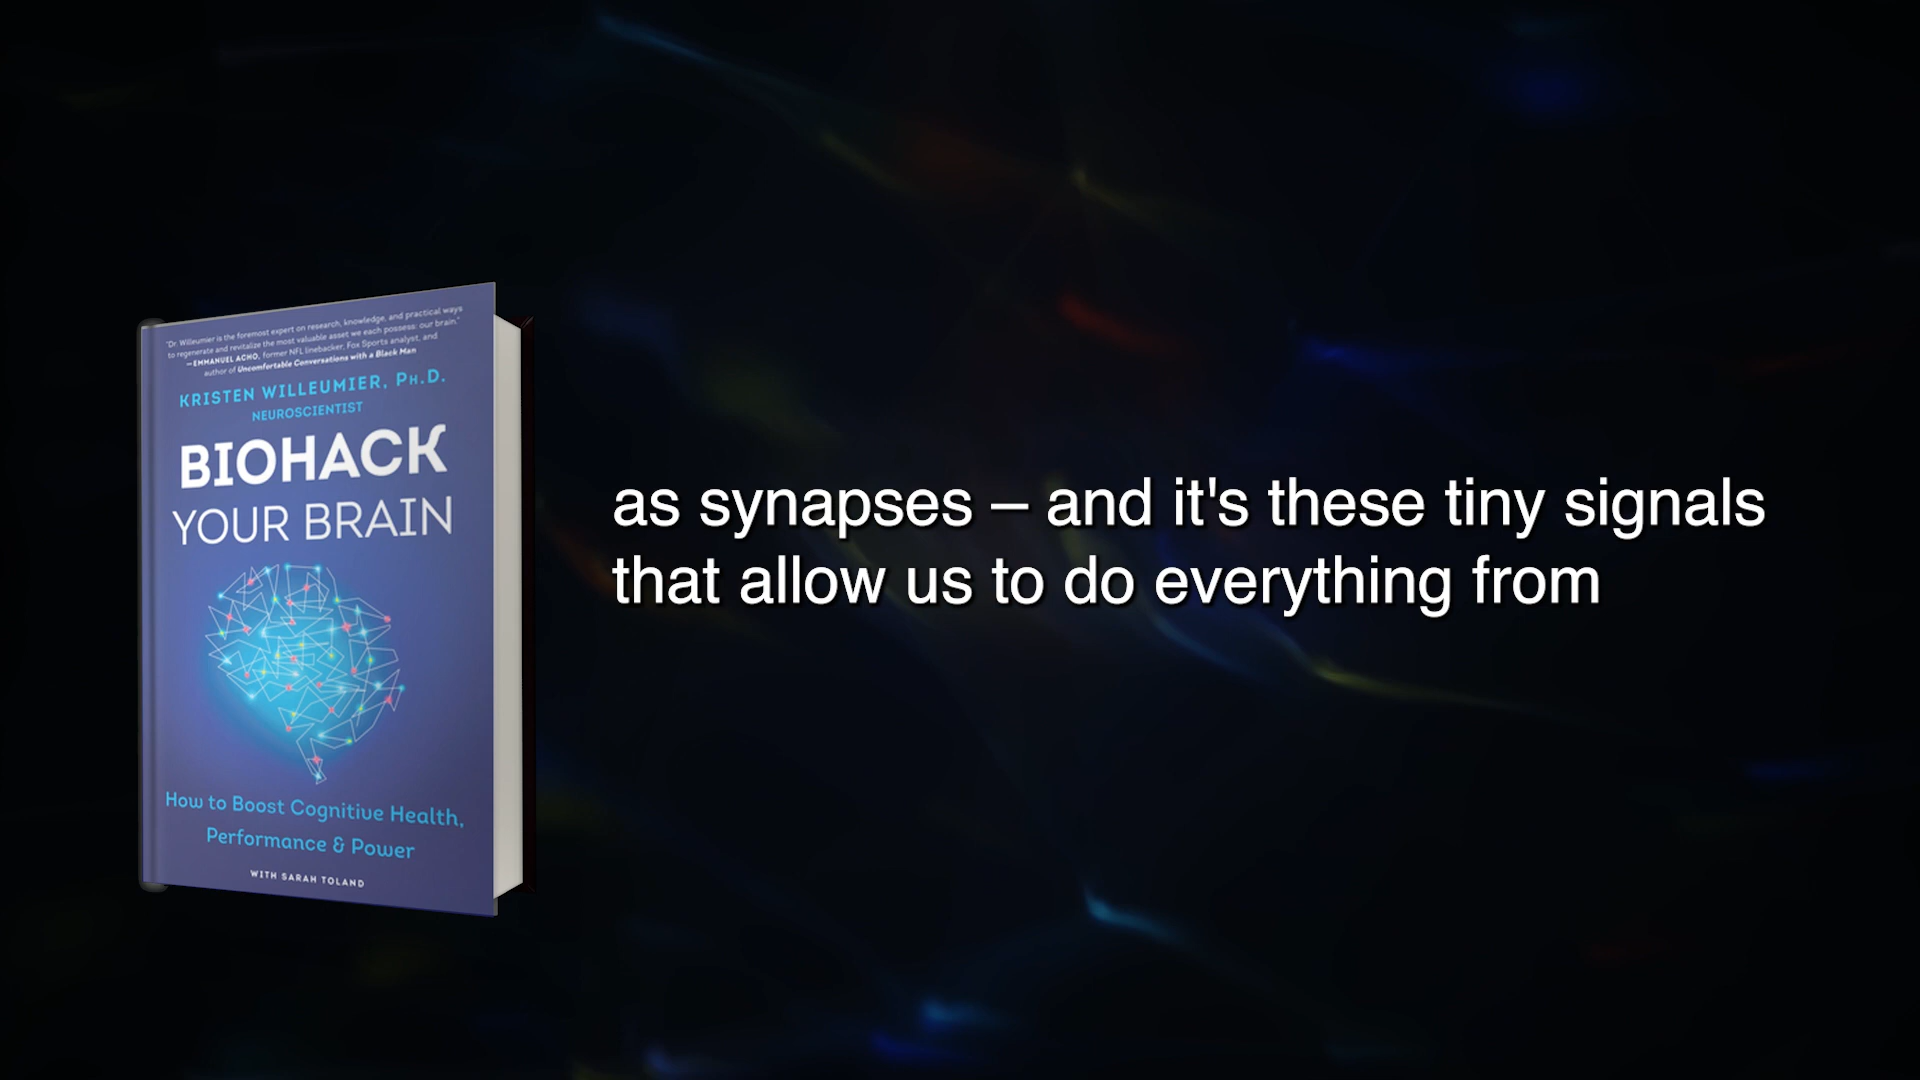 "Dr. Willeumier is the foremost expert on research, knowledge, and practical ways
to regenerate and revitalize the most valuable asset we each possess: our brain."
—EMMANUEL ACHO, former NFL linebacker, Fox Sports analyst, and
author of Uncomfortable Conversations with a Black Man
KRISTEN WILLEUMIER, PH.D.
NEUROSCIENTIST
BIOHACK
YOUR BRAIN
How to Boost Cognitive Health,
Performance & Power
WITH SARAH TOLAND
as synapses – and it's these tiny signals
that allow us to do everything from